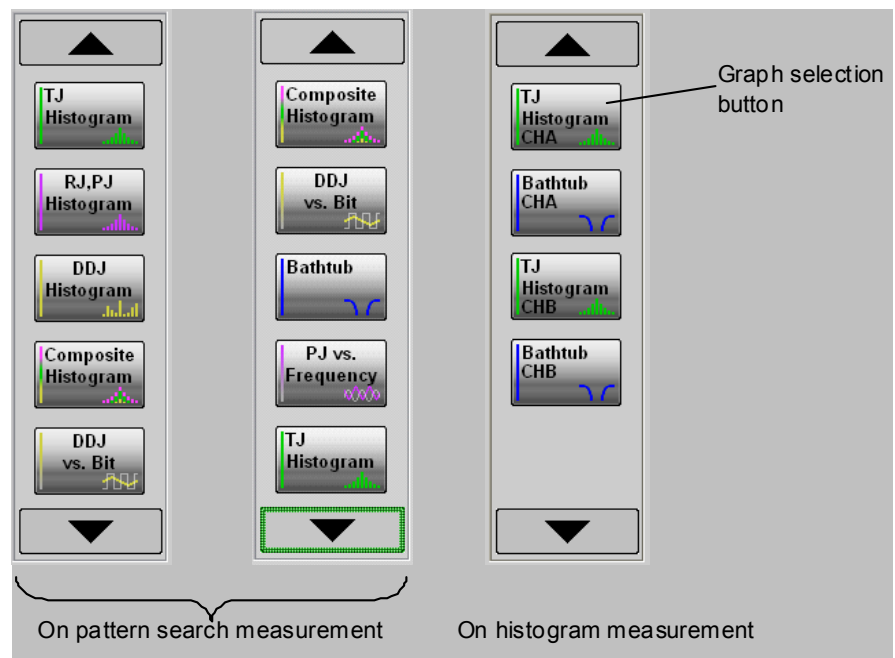 TJ
Histogram
RJ,PJ
Histogram
DDJ
Histogram
Composite
Histogram
DDJ
vs. Bit
Composite
Histogram
DDJ
vs. Bit
Bathtub
PJ vs.
Frequency
TJ
Histogram
TJ
Histogram
CHA
Bathtub
CHA
TJ
Histogram
CHB
Bathtub
CHB
Graph selection
button
On pattern search measurement
On histogram measurement